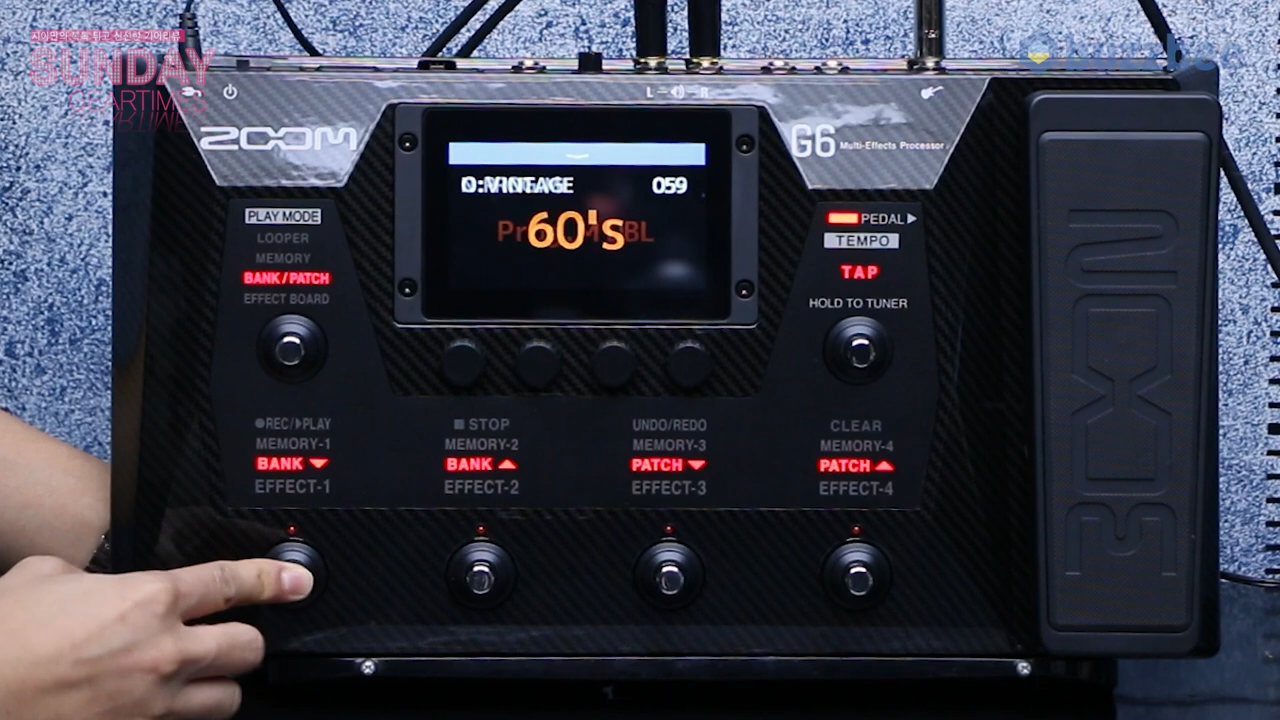 SUNDAY
GEARTIMES
ZOOM
L R
G6 Multi-Effects Processor
VINTAGE 059
60's
PLAY MODE
LOOPER
MEMORY
BANK/PATCH
EFFECT BOARD
PEDAL▶
TEMPO
TAP
HOLD TO TUNER
●REC/▶PLAY
MEMORY-1
BANK ▼
EFFECT-1
■ STOP
MEMORY-2
BANK ▲
EFFECT-2
UNDO/REDO
MEMORY-3
PATCH ▼
EFFECT-3
CLEAR
MEMORY-4
PATCH ▲
EFFECT-4
ZOOM